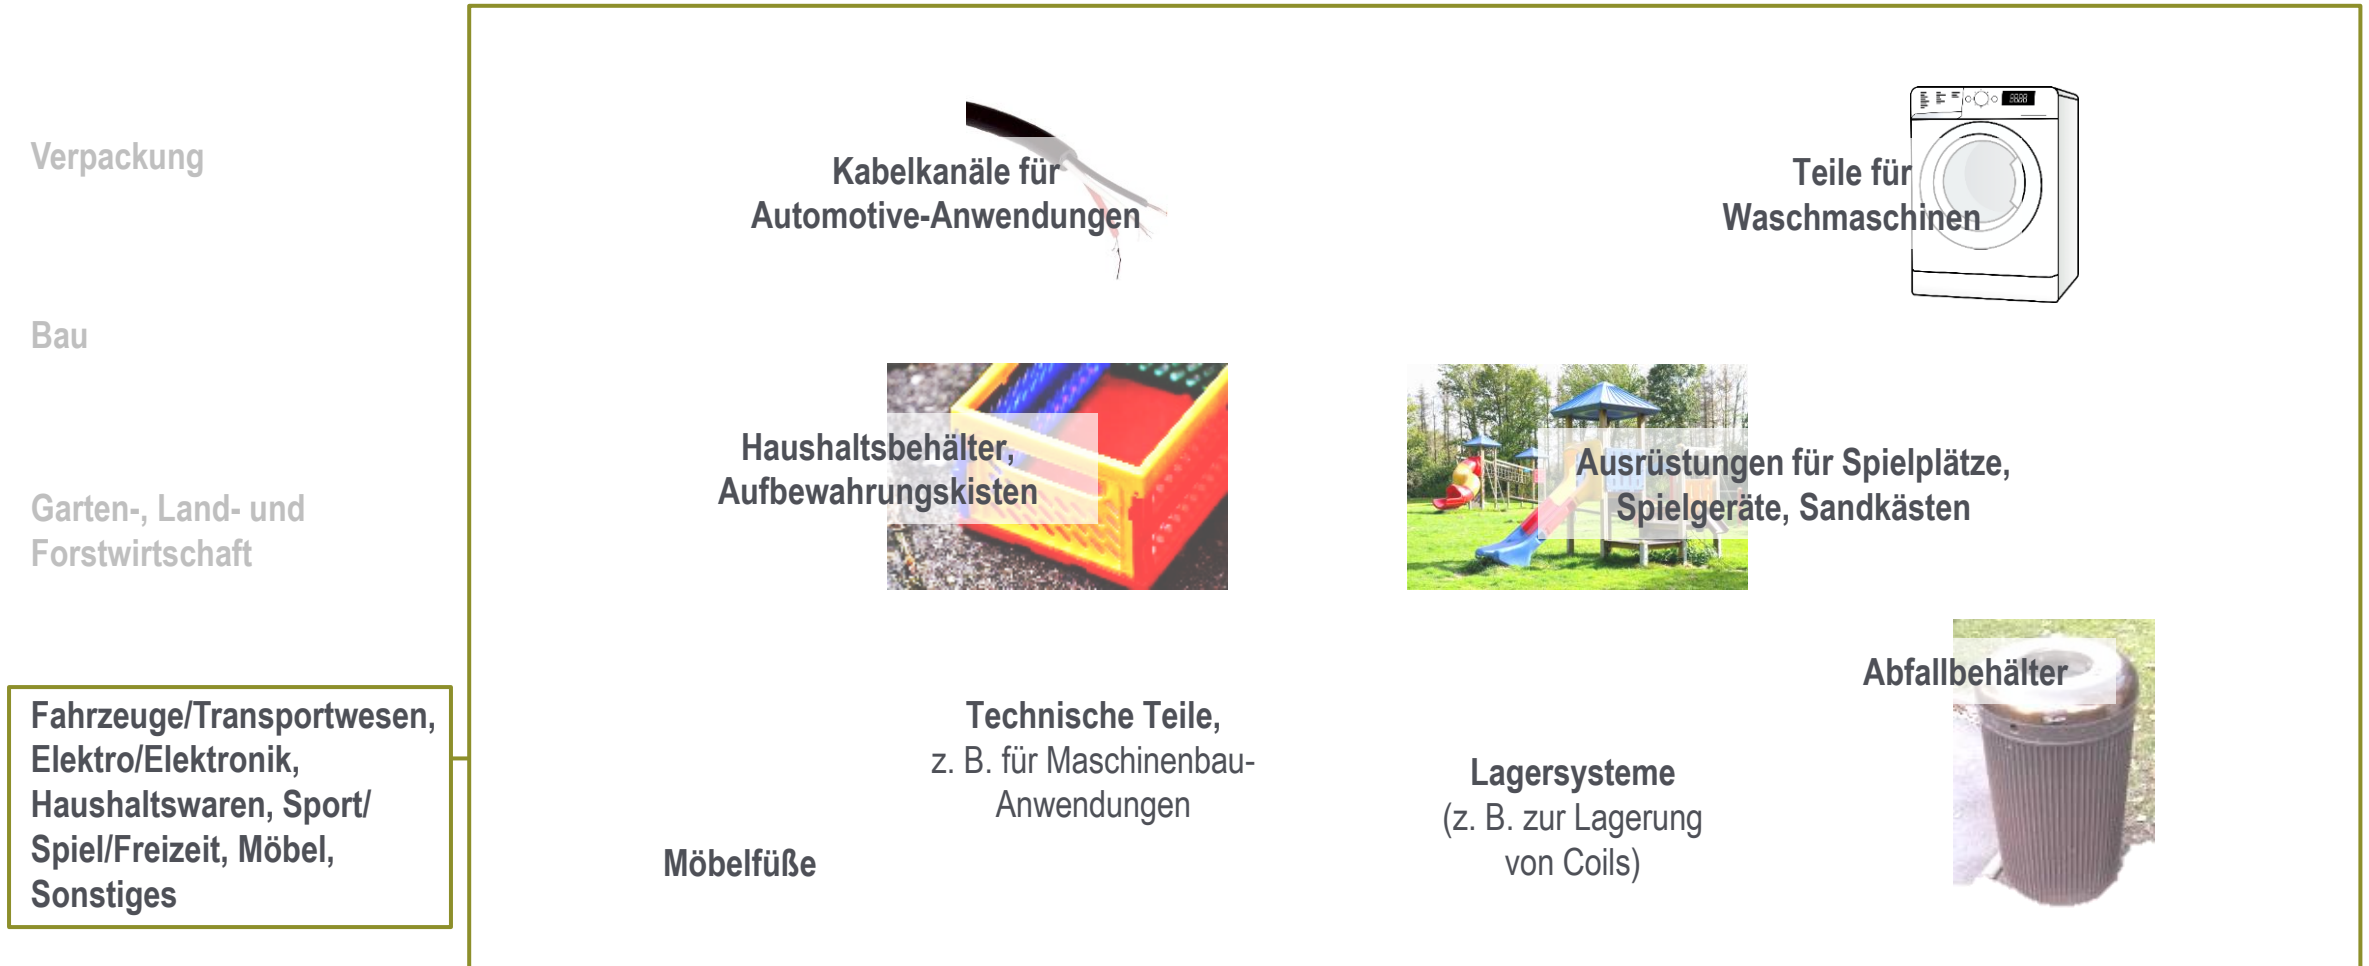 Verpackung
Bau
Garten-, Land- und
Forstwirtschaft
Fahrzeuge/Transportwesen,
Elektro/Elektronik,
Haushaltswaren, Sport/
Spiel/Freizeit, Möbel,
Sonstiges
Kabelkanäle für
Automotive-Anwendungen
Teile für
Waschmaschinen
Haushaltsbehälter,
Aufbewahrungskisten
Ausrüstungen für Spielplätze,
Spielgeräte, Sandkästen
Abfallbehälter
Technische Teile,
z. B. für Maschinenbau-
Anwendungen
Lagersysteme
(z. B. zur Lagerung
von Coils)
Möbelfüße